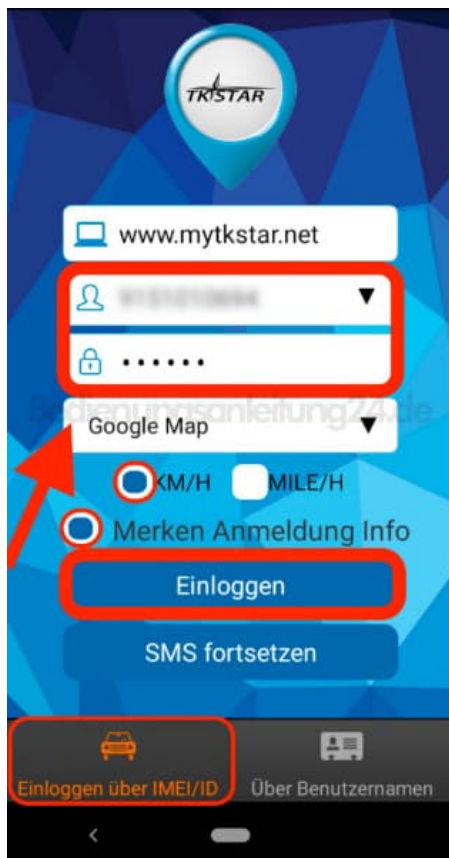 TKSTAR
www.mytkstar.net
••••••
Bedienungsanleitung24.de
Google Map
KM/H MILE/H
Merken Anmeldung Info
Einloggen
SMS fortsetzen
Einloggen über IMEI/ID Über Benutzernamen